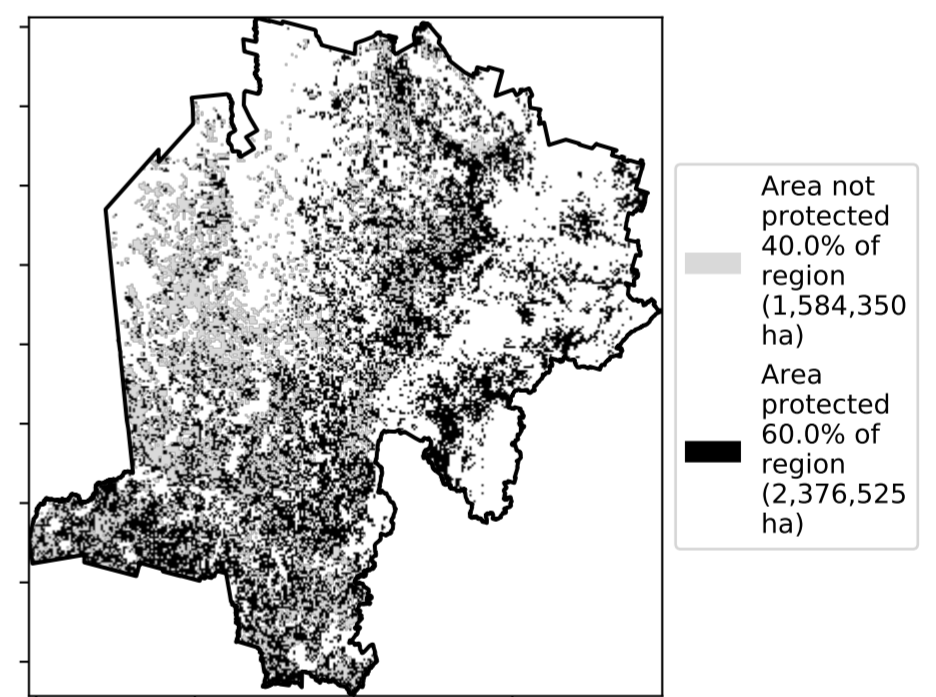 Area not
protected
40.0% of
region
(1,584,350
ha)
Area
protected
60.0% of
region
(2,376,525
ha)